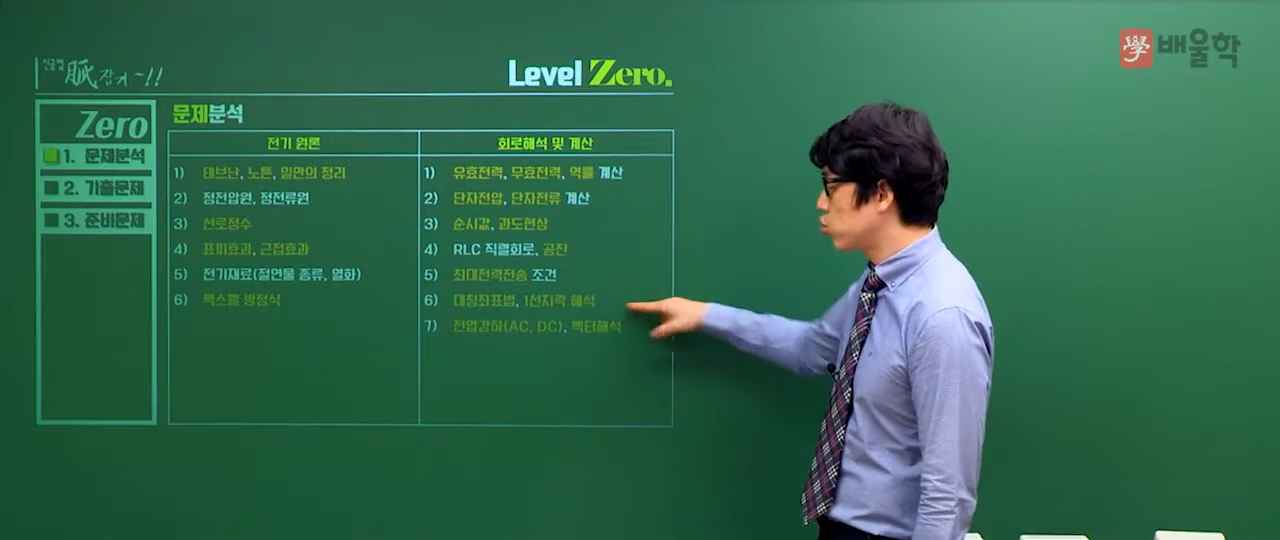 신공법 脈 잡기 ~!!
Level Zero.
學 배울학
Zero
1. 문제분석
2. 기출문제
3. 준비문제
문제분석
전기 원론
1) 테브난, 노튼, 밀만의 정리
2) 정전압원, 정전류원
3) 선로정수
4) 표피효과, 근접효과
5) 전기재료(절연물 종류, 열화)
6) 맥스웰 방정식
회로해석 및 계산
1) 유효전력, 무효전력, 역률 계산
2) 단자전압, 단자전류 계산
3) 순시값, 과도현상
4) RLC 직렬회로, 공진
5) 최대전력전송 조건
6) 대칭좌표법, 1선지락 해석
7) 전압강하(AC, DC), 벡터해석